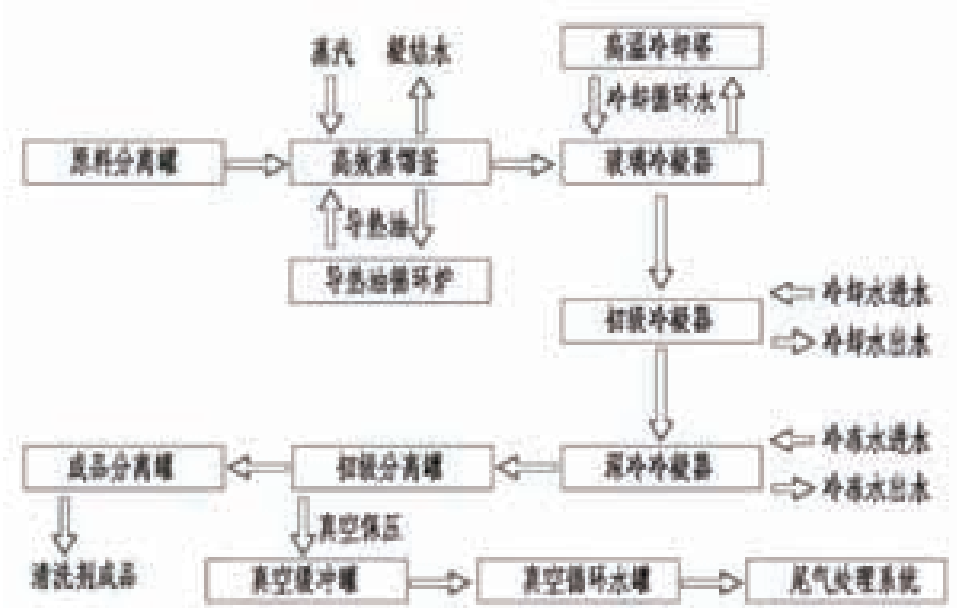 蒸汽
凝结水
高温冷却塔
冷却循环水
原料分离罐
高效蒸馏釜
玻璃冷凝器
导热油
导热油循环炉
初级冷凝器
冷却水进水
冷却水出水
成品分离罐
初级分离罐
深冷冷凝器
冷冻水进水
冷冻水出水
真空保压
清洗剂成品
真空缓冲罐
真空循环水罐
尾气处理系统